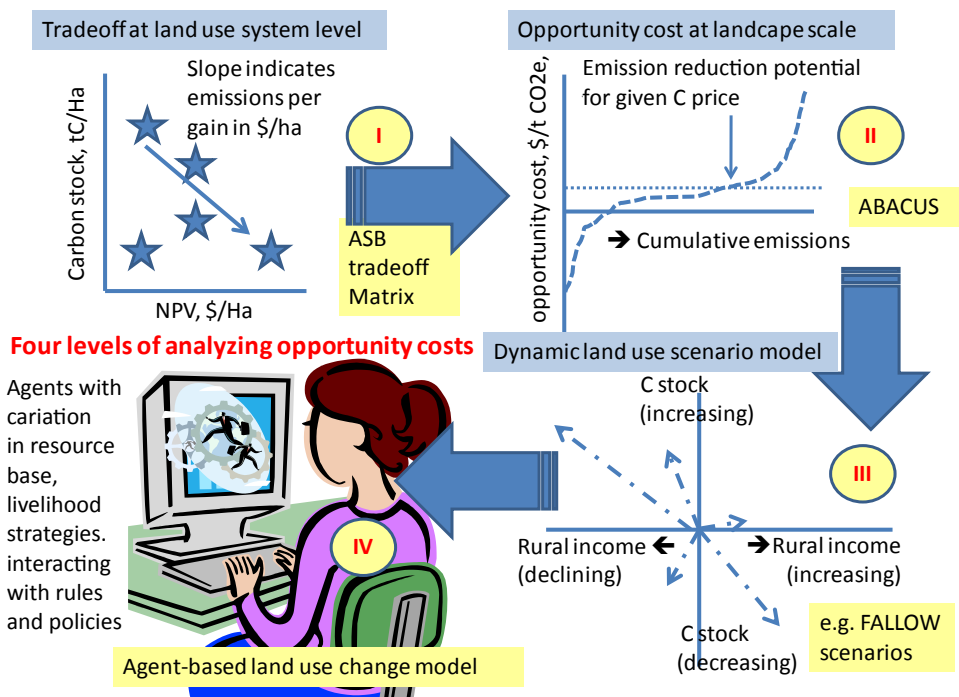 Tradeoff at land use system level
Carbon stock, tC/Ha
Slope indicates
emissions per
gain in $/ha
NPV, $/Ha
I
ASB
tradeoff
Matrix
Opportunity cost at landscape scale
opportunity cost, $/t CO2e,
Emission reduction potential
for given C price
➔ Cumulative emissions
II
ABACUS
Four levels of analyzing opportunity costs
Dynamic land use scenario model
C stock
(increasing)
III
Rural income 🡸
(declining)
➔ Rural income
(increasing)
C stock
(decreasing)
e.g. FALLOW
scenarios
Agents with
cariation
in resource
base,
livelihood
strategies.
interacting
with rules
and policies
IV
Agent-based land use change model